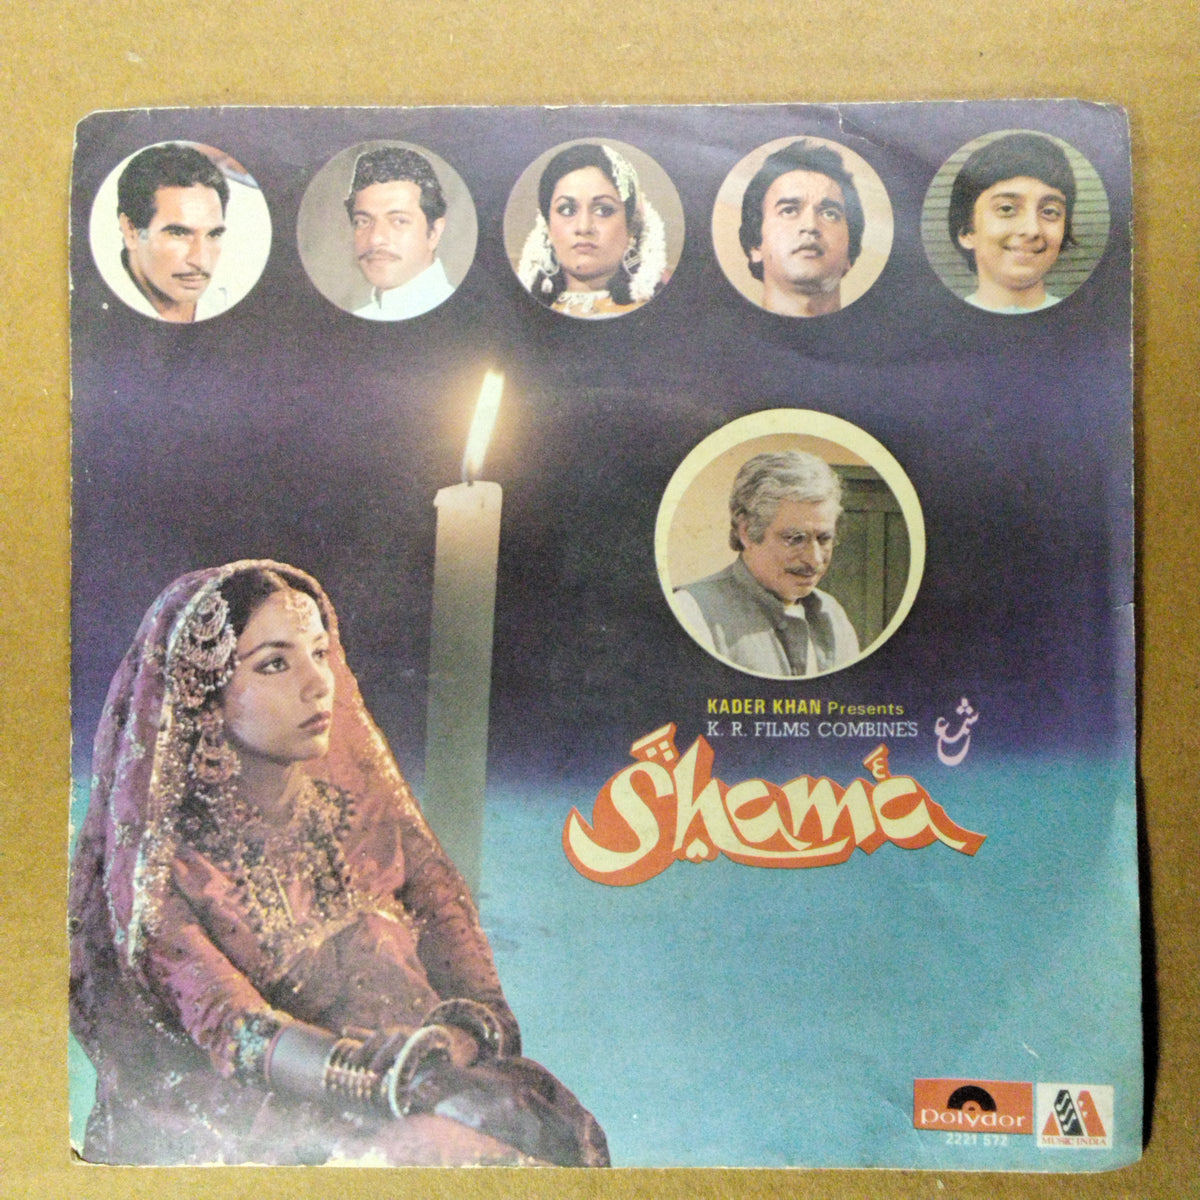 KADER KHAN Presents
K. R. FILMS COMBINE'S
شمع
Shama
polydor
2221 572
MUSIC INDIA